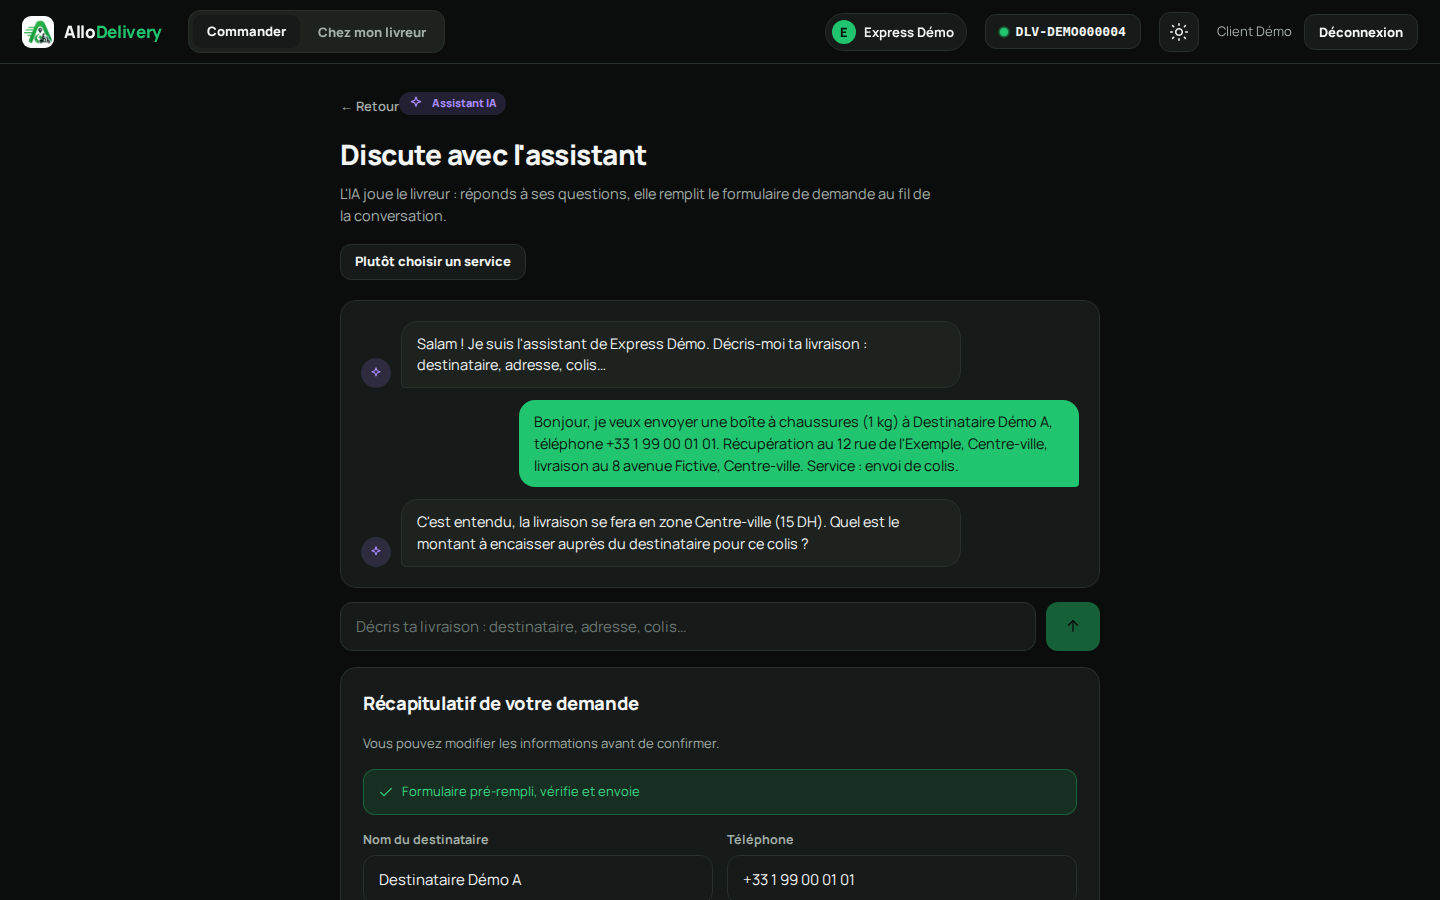 AlloDelivery
Commander
Chez mon livreur
E
Express Démo
DLV-DEMO000004
Client Démo
Déconnexion
← Retour
Assistant IA
Discute avec l'assistant
L'IA joue le livreur : réponds à ses questions, elle remplit le formulaire de demande au fil de
la conversation.
Plutôt choisir un service
Salam ! Je suis l'assistant de Express Démo. Décris-moi ta livraison :
destinataire, adresse, colis…
Bonjour, je veux envoyer une boîte à chaussures (1 kg) à Destinataire Démo A,
téléphone +33 1 99 00 01 01. Récupération au 12 rue de l'Exemple, Centre-ville,
livraison au 8 avenue Fictive, Centre-ville. Service : envoi de colis.
C'est entendu, la livraison se fera en zone Centre-ville (15 DH). Quel est le
montant à encaisser auprès du destinataire pour ce colis ?
Décris ta livraison : destinataire, adresse, colis…
Récapitulatif de votre demande
Vous pouvez modifier les informations avant de confirmer.
Formulaire pré-rempli, vérifie et envoie
Nom du destinataire
Téléphone
Destinataire Démo A
+33 1 99 00 01 01